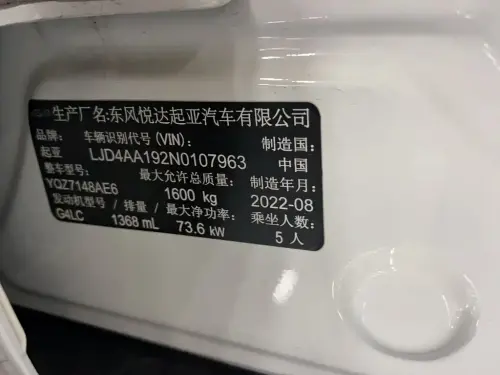 生产厂名:东风悦达起亚汽车有限公司
品牌: 车辆识别代号(VIN): 制造国:
起亚 LJD4AA192N0107963 中国
整车型号: 最大允许总质量: 制造年月:
YQZ7148AE6 1600 kg 2022-08
发动机型号/排量/最大净功率: 乘坐人数:
G4LC 1368 mL 73.6 kW 5 人